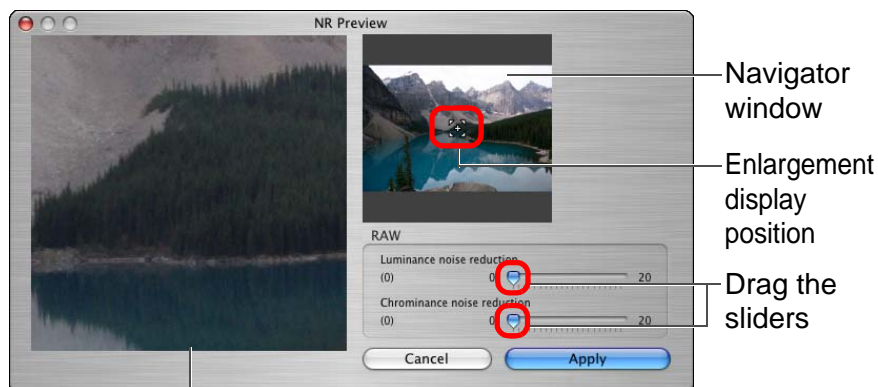 NR Preview
Navigator
window
Enlargement
display
position
RAW
Luminance noise reduction
(0) 0 20
Chrominance noise reduction
(0) 0 20
Drag the
sliders
Cancel Apply